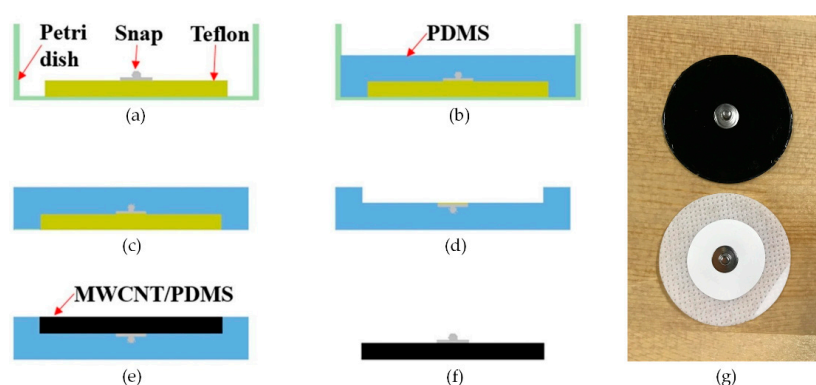 Petri
dish
Snap
Teflon
PDMS
(a)
(b)
(c)
(d)
MWCNT/PDMS
(e)
(f)
(g)